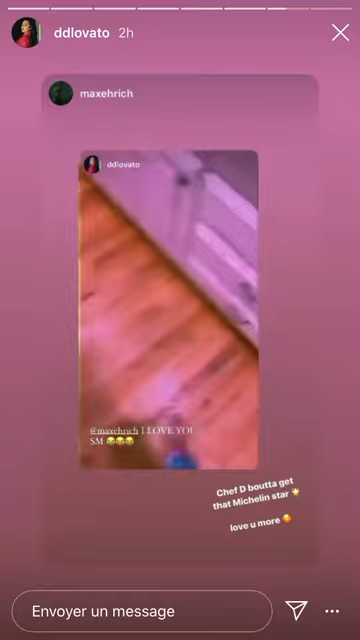 ddlovato 2h
maxehrich
ddlovato
@maxehrich I LOVE YOU
SM 😂😂😂
Chef D boutta get
that Michelin star 🌟
love u more 🥰
Envoyer un message